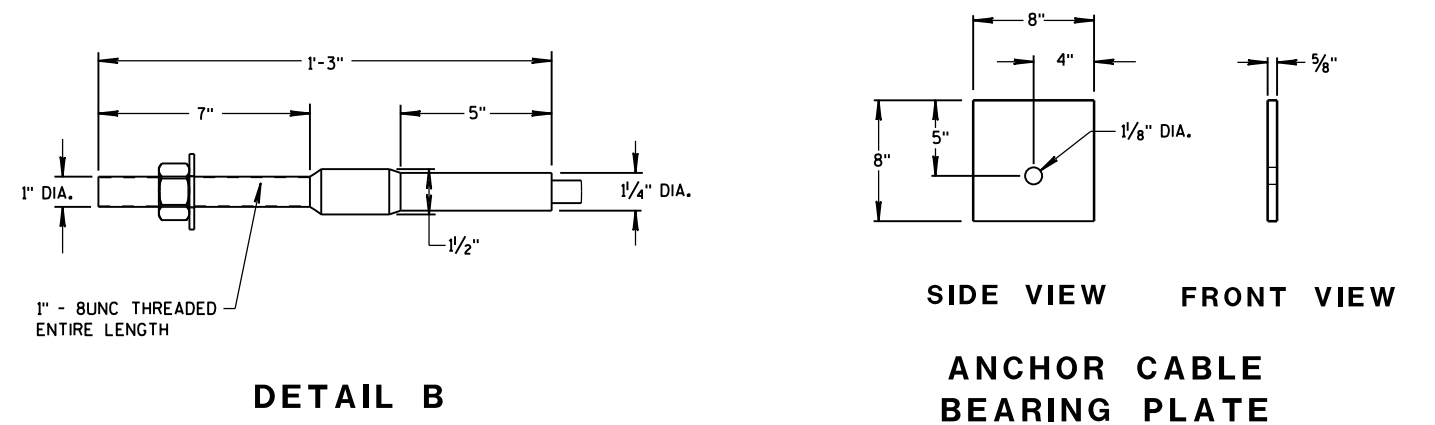 1'-3"
7"
5"
1" DIA.
1¼" DIA.
1½"
1" - 8UNC THREADED
ENTIRE LENGTH
DETAIL B
8"
4"
5"
8"
1⅛" DIA.
⅝"
SIDE VIEW
FRONT VIEW
ANCHOR CABLE
BEARING PLATE